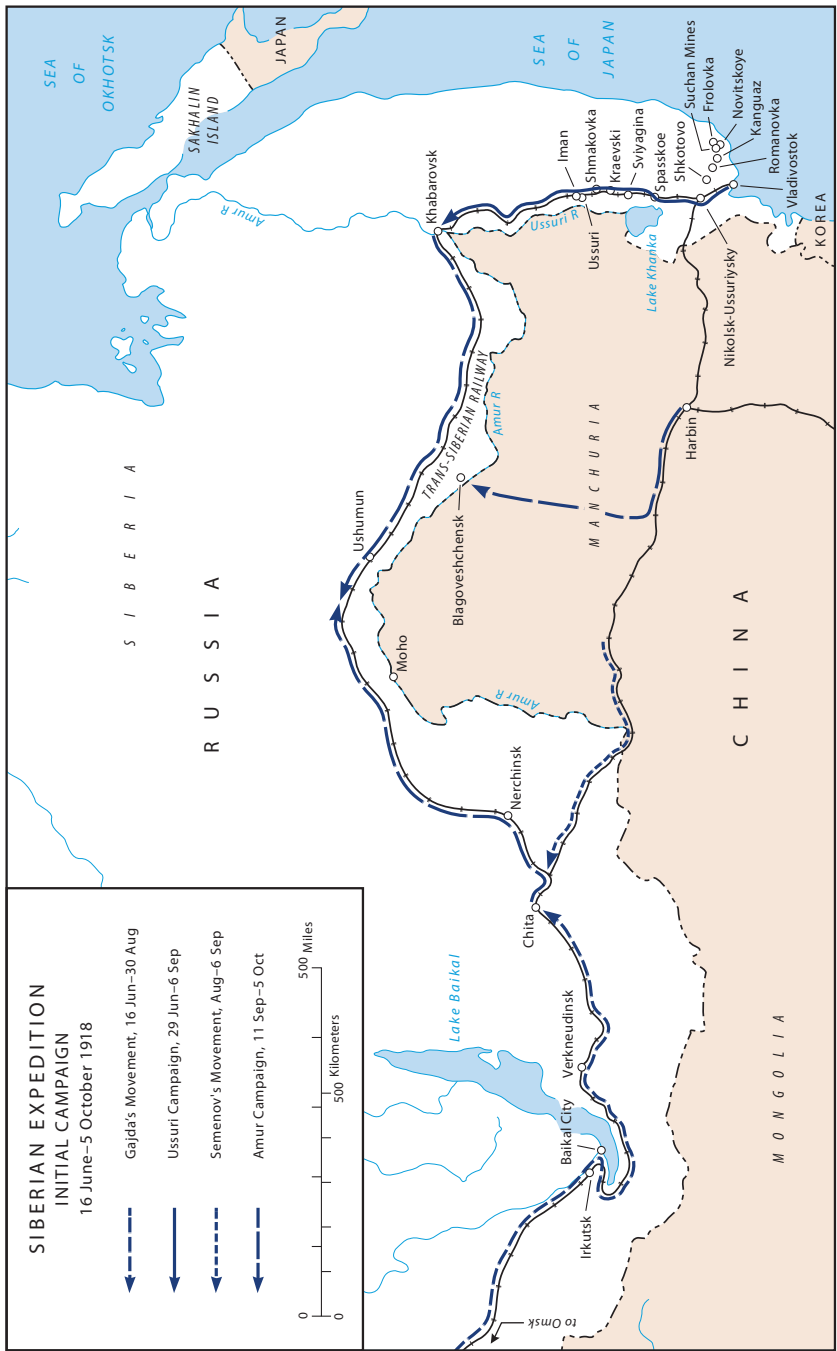 SIBERIAN EXPEDITION
INITIAL CAMPAIGN
16 June–5 October 1918
Gajda's Movement, 16 Jun–30 Aug
Ussuri Campaign, 29 Jun–6 Sep
Semenov's Movement, Aug–6 Sep
Amur Campaign, 11 Sep–5 Oct
0
500 Miles
0
500 Kilometers
SIBERIA
RUSSIA
SEA
OF
OKHOTSK
SAKHALIN
ISLAND
JAPAN
SEA
OF
JAPAN
Amur R
Khabarovsk
Ushumun
TRANS-SIBERIAN RAILWAY
Amur R
Blagoveshchensk
Moho
Amur R
Nerchinsk
Chita
Lake Baikal
Verkneudinsk
Baikal City
Irkutsk
to Omsk
MONGOLIA
CHINA
MANCHURIA
Harbin
Ussuri R
Iman
Ussuri
Shmakovka
Kraevski
Sviyagina
Spasskoe
Lake Khanka
Shkotovo
Suchan Mines
Frolovka
Novitskoye
Kanguaz
Romanovka
Vladivostok
Nikolsk-Ussuriysky
KOREA